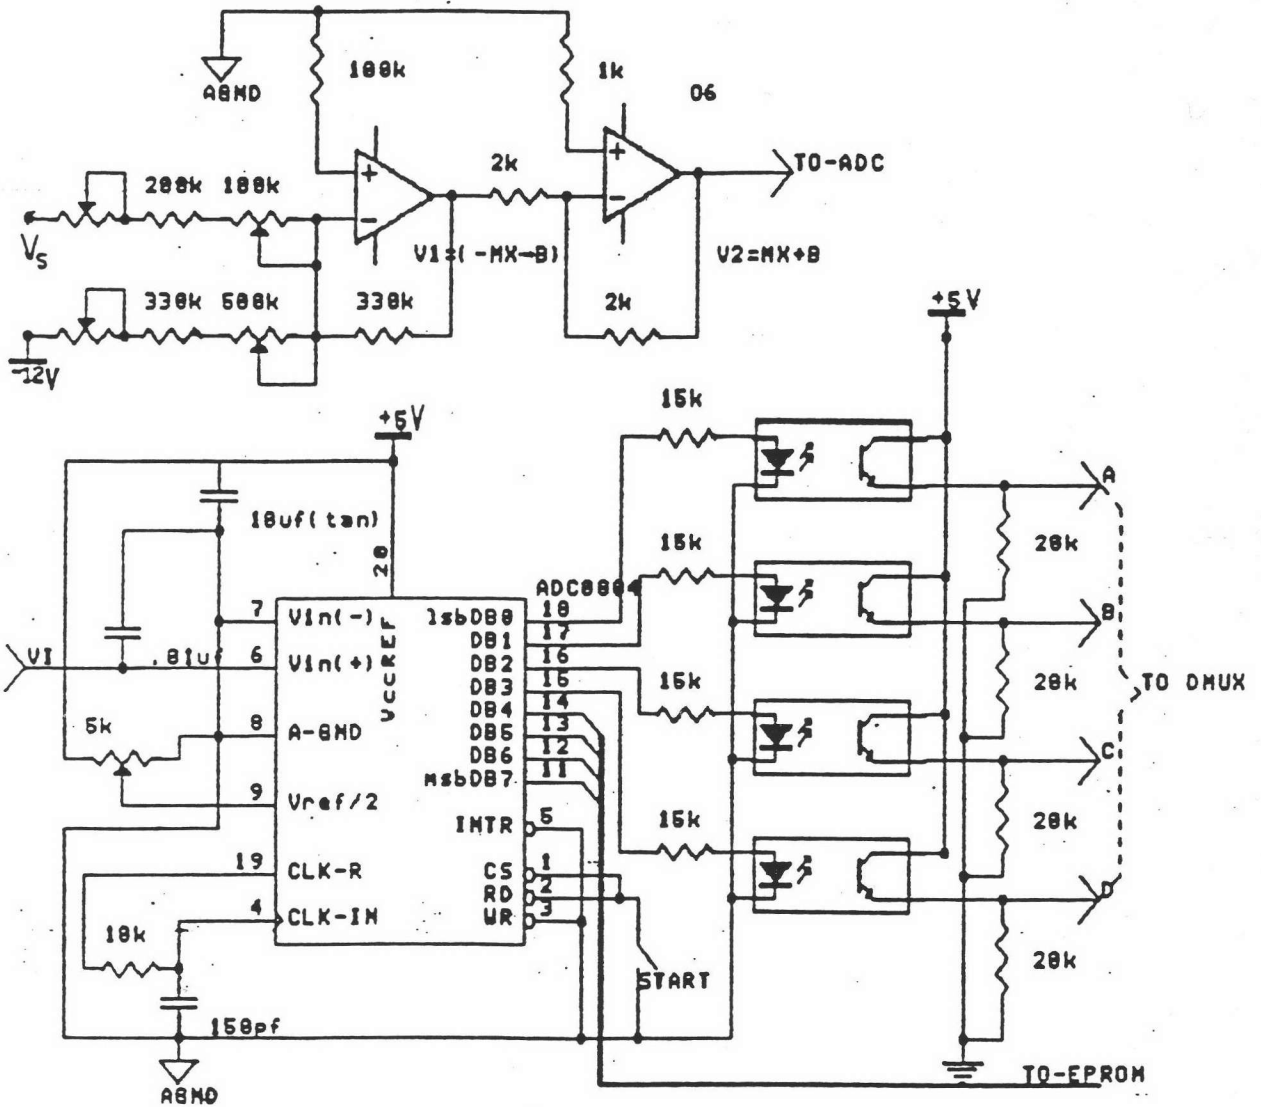 100k
1k
06
AGND
TO-ADC
2k
200k 100k
+
-
+
-
V1=(-MX-B)
V2=MX+B
VS
330k 500k
330k
2k
-12V
+5V
+5V
15k
A
10uf(tan)
20
20k
15k
ADC0804
7 Vin(-)
lsbDB0 18
B
DB1 17
VI
.01uf
6 Vin(+)
DB2 16
VccREF
DB3 15
15k
20k
TO DMUX
DB4 14
5k
8 A-GND
DB5 13
DB6 12
C
msbDB7 11
9 Vref/2
INTR 5
15k
20k
19 CLK-R
CS 1
RD 2
D
4 CLK-IN
WR 3
10k
20k
START
150pf
AGND
TO-EPROM